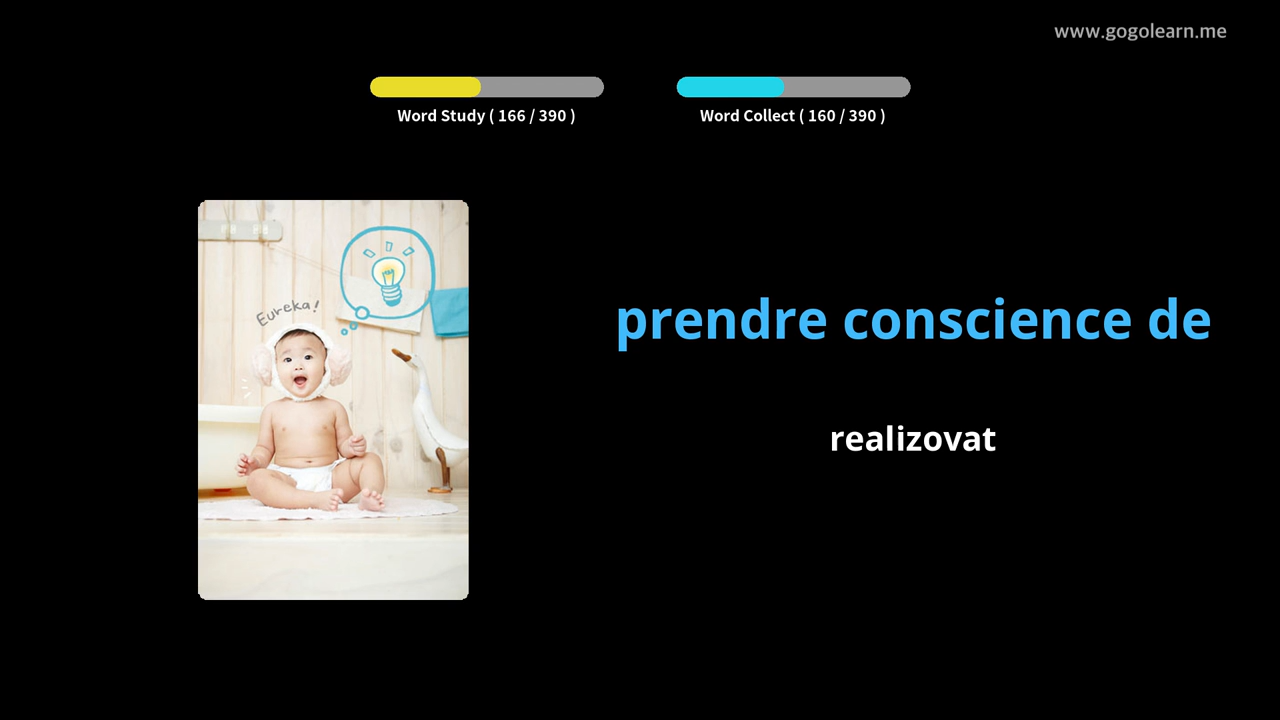 www.gogolearn.me
Word Study ( 166 / 390 )
Word Collect ( 160 / 390 )
Eureka!
prendre conscience de
realizovat